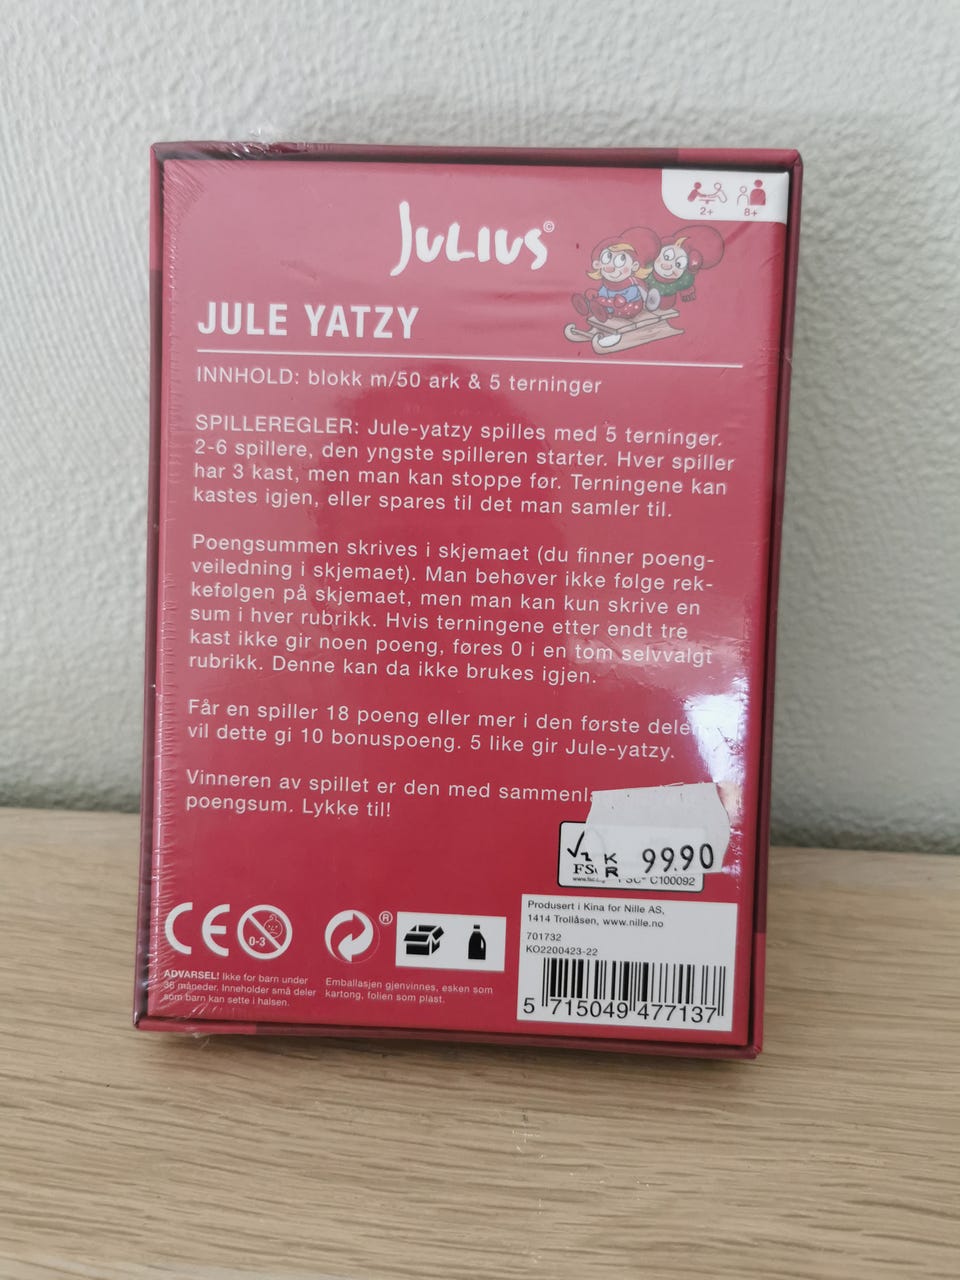 2+ 8+
JULIUS©
JULE YATZY
INNHOLD: blokk m/50 ark & 5 terninger
SPILLEREGLER: Jule-yatzy spilles med 5 terninger.
2-6 spillere, den yngste spilleren starter. Hver spiller
har 3 kast, men man kan stoppe før. Terningene kan
kastes igjen, eller spares til det man samler til.
Poengsummen skrives i skjemaet (du finner poeng-
veiledning i skjemaet). Man behøver ikke følge rek-
kefølgen på skjemaet, men man kan kun skrive en
sum i hver rubrikk. Hvis terningene etter endt tre
kast ikke gir noen poeng, føres 0 i en tom selvvalgt
rubrikk. Denne kan da ikke brukes igjen.
Får en spiller 18 poeng eller mer i den første
vil dette gi 10 bonuspoeng. 5 like gir Jule-yatzy.
Vinneren av spillet er den med
poengsum. Lykke til!
KR 99.90
C100092
CE 0-3 ®
ADVARSEL! Ikke for barn under
36 måneder. Inneholder små deler
som barn kan sette i halsen.
Emballasjen gjenvinnes, esken som
kartong, folien som plast.
Produsert i Kina for Nille AS,
1414 Trollåsen, www.nille.no
701732
KO2200423-22
5 715049 477137